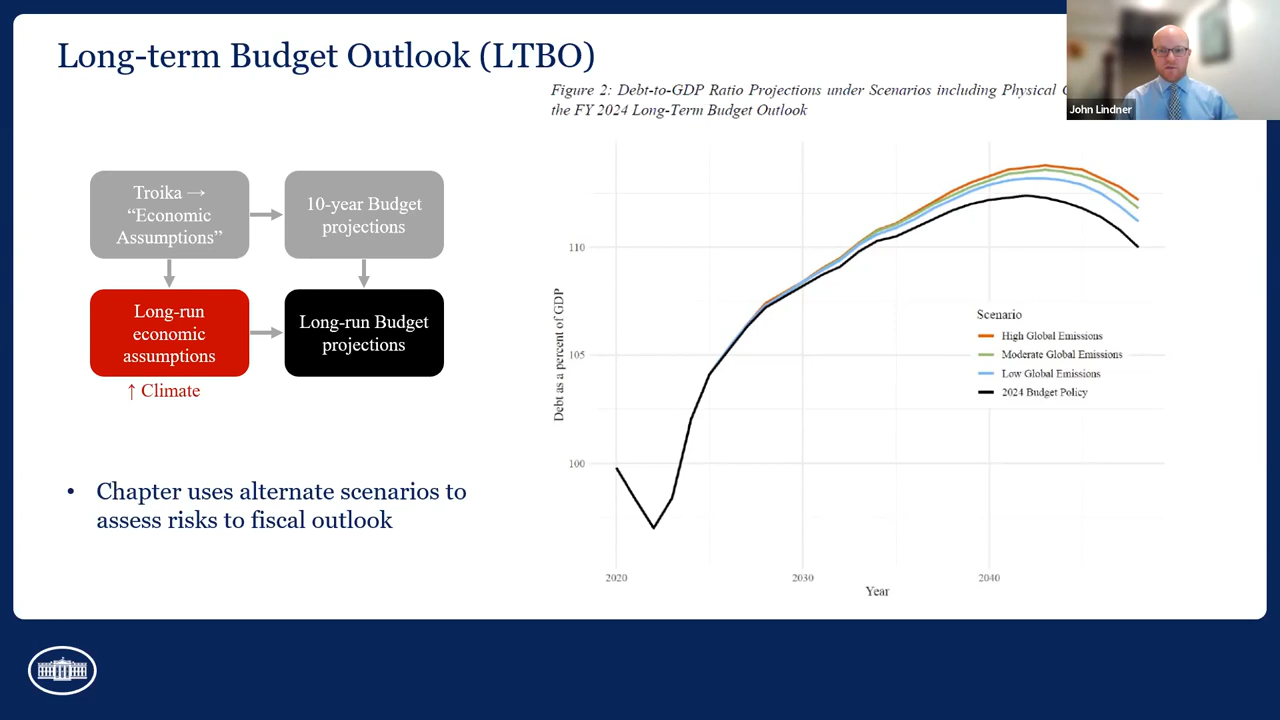 Long-term Budget Outlook (LTBO)
Figure 2: Debt-to-GDP Ratio Projections under Scenarios including Physical
the FY 2024 Long-Term Budget Outlook
John Lindner
Troika →
“Economic
Assumptions”
10-year Budget
projections
Long-run
economic
assumptions
Long-run Budget
projections
↑ Climate
• Chapter uses alternate scenarios to
assess risks to fiscal outlook
Debt as a percent of GDP
110
105
100
2020
2030
2040
Year
Scenario
High Global Emissions
Moderate Global Emissions
Low Global Emissions
2024 Budget Policy